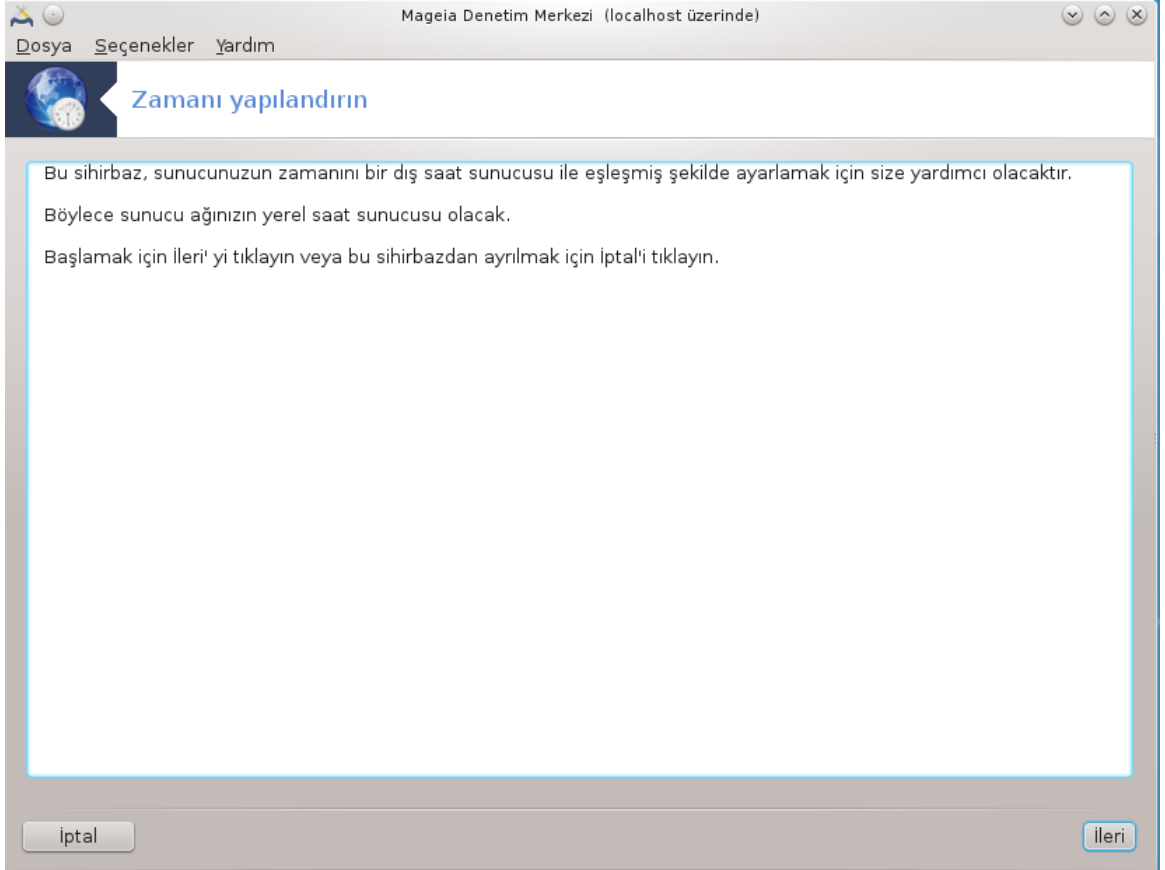 Mageia Denetim Merkezi (localhost üzerinde)
Dosya Seçenekler Yardım
Zamanı yapılandırın
Bu sihirbaz, sunucunuzun zamanını bir dış saat sunucusu ile eşleşmiş şekilde ayarlamak için size yardımcı olacaktır.
Böylece sunucu ağınızın yerel saat sunucusu olacak.
Başlamak için İleri' yi tıklayın veya bu sihirbazdan ayrılmak için İptal'i tıklayın.
İptal İleri